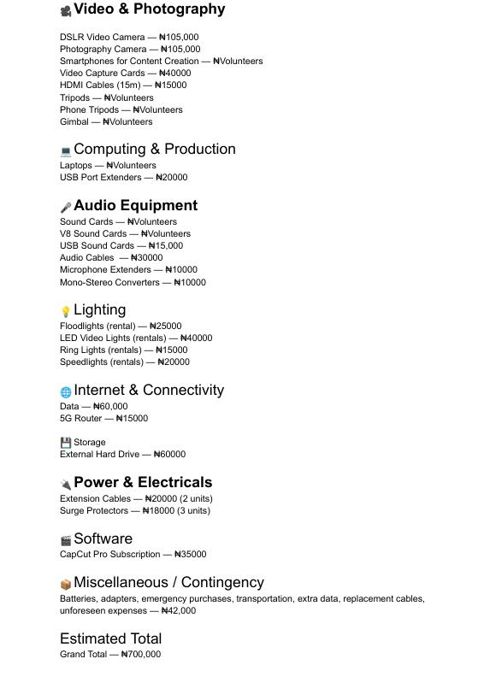 🎥 Video & Photography
DSLR Video Camera — ₦105,000
Photography Camera — ₦105,000
Smartphones for Content Creation — ₦Volunteers
Video Capture Cards — ₦40000
HDMI Cables (15m) — ₦15000
Tripods — ₦Volunteers
Phone Tripods — ₦Volunteers
Gimbal — ₦Volunteers
💻 Computing & Production
Laptops — ₦Volunteers
USB Port Extenders — ₦20000
🎤 Audio Equipment
Sound Cards — ₦Volunteers
V8 Sound Cards — ₦Volunteers
USB Sound Cards — ₦15,000
Audio Cables — ₦30000
Microphone Extenders — ₦10000
Mono-Stereo Converters — ₦10000
💡 Lighting
Floodlights (rental) — ₦25000
LED Video Lights (rentals) — ₦40000
Ring Lights (rentals) — ₦15000
Speedlights (rentals) — ₦20000
🌐 Internet & Connectivity
Data — ₦60,000
5G Router — ₦15000
💾 Storage
External Hard Drive — ₦60000
🔌 Power & Electricals
Extension Cables — ₦20000 (2 units)
Surge Protectors — ₦18000 (3 units)
🎬 Software
CapCut Pro Subscription — ₦35000
📦 Miscellaneous / Contingency
Batteries, adapters, emergency purchases, transportation, extra data, replacement cables,
unforeseen expenses — ₦42,000
Estimated Total
Grand Total — ₦700,000